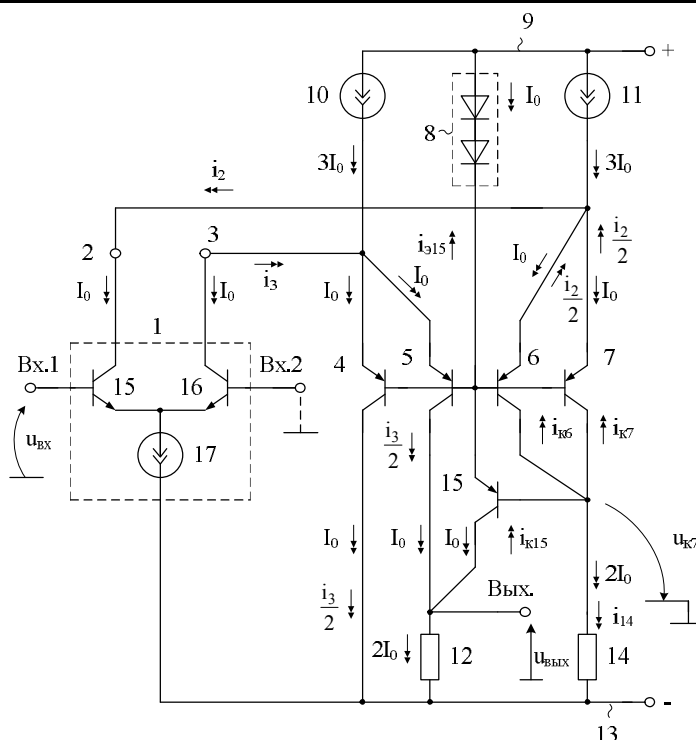 9
+
10
I₀
11
8
3I₀
3I₀
i₂
2
3
iэ15
I₀
i₂/2
i₃
I₀
i₂/2
I₀
I₀
I₀
I₀
1
Вх.1
Вх.2
4
5
6
7
15
16
uвх
17
i₃/2
iк6
iк7
15
I₀
I₀
I₀
iк15
uк7
i₃/2
Вых.
2I₀
i14
2I₀
12
uвых
14
13
-